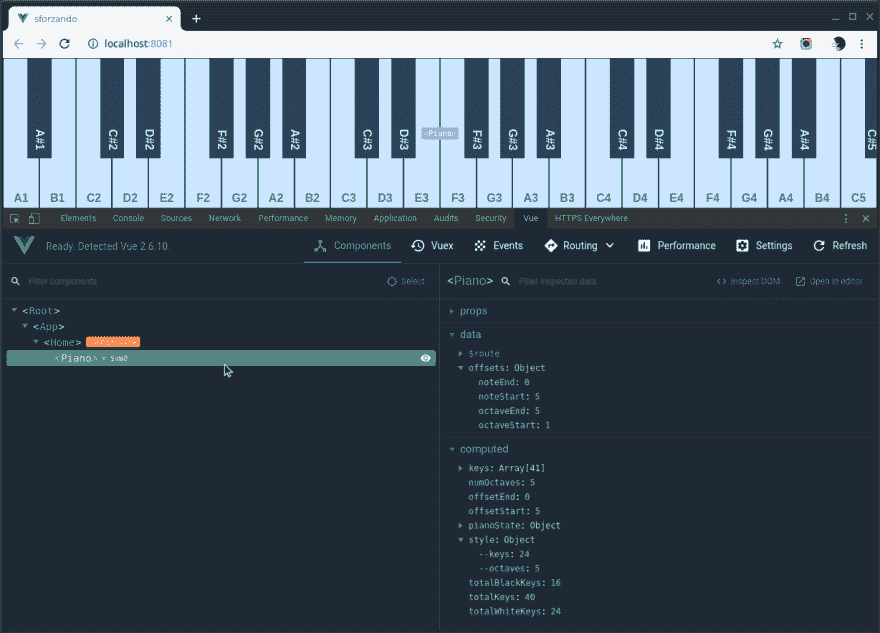 sforzando
localhost:8081
A#1 C#2 D#2 F#2 G#2 A#2 C#3 D#3 <Piano> F#3 G#3 A#3 C#4 D#4 F#4 G#4 A#4 C#5
A1 B1 C2 D2 E2 F2 G2 A2 B2 C3 D3 E3 F3 G3 A3 B3 C4 D4 E4 F4 G4 A4 B4 C5
Elements Console Sources Network Performance Memory Application Audits Security Vue HTTPS Everywhere
Ready. Detected Vue 2.6.10. Components Vuex Events Routing Performance Settings Refresh
Filter components Select <Piano> Filter inspected data Inspect DOM Open in editor
<Root>
<App>
<Home>
<Piano> = $vm0
props
data
$route
offsets: Object
noteEnd: 0
noteStart: 5
octaveEnd: 5
octaveStart: 1
computed
keys: Array[41]
numOctaves: 5
offsetEnd: 0
offsetStart: 5
pianoState: Object
style: Object
--keys: 24
--octaves: 5
totalBlackKeys: 16
totalKeys: 40
totalWhiteKeys: 24